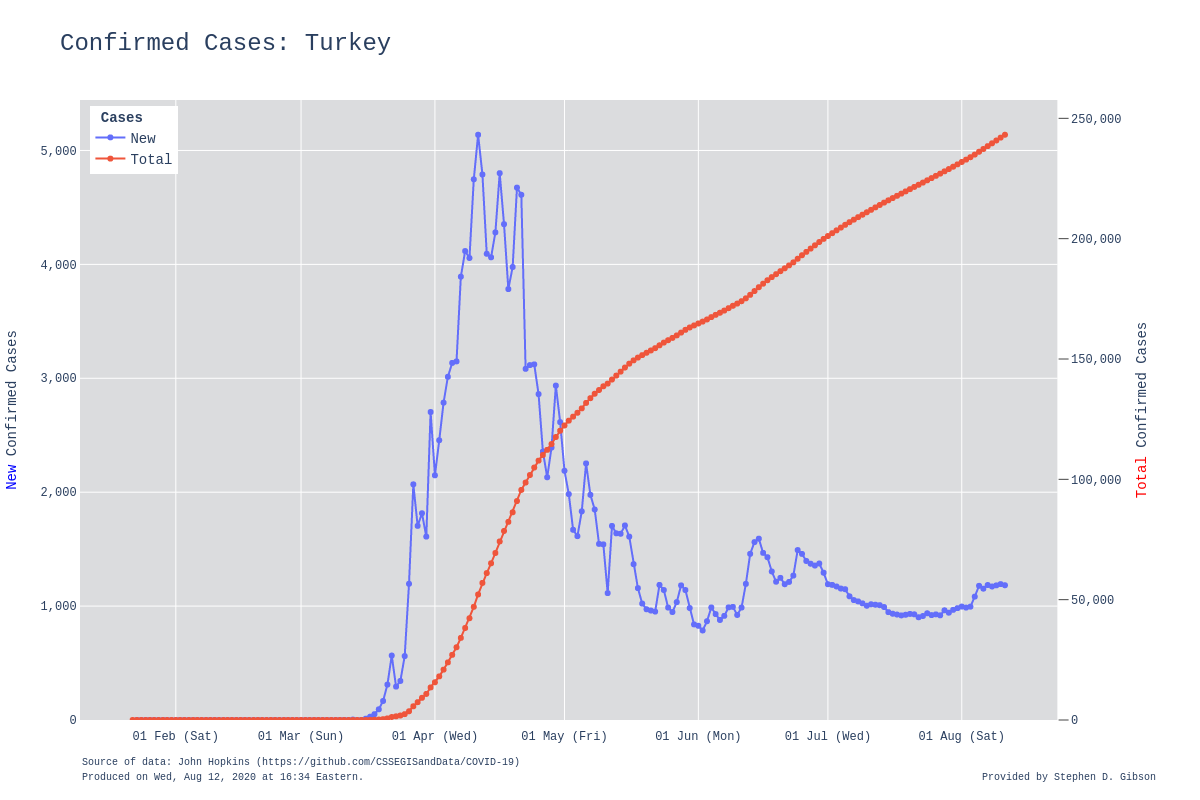 Confirmed Cases: Turkey
Cases
New
Total
5,000
4,000
3,000
2,000
1,000
0
250,000
200,000
150,000
100,000
50,000
0
New Confirmed Cases
Total Confirmed Cases
01 Feb (Sat) 01 Mar (Sun) 01 Apr (Wed) 01 May (Fri) 01 Jun (Mon) 01 Jul (Wed) 01 Aug (Sat)
Source of data: John Hopkins (https://github.com/CSSEGISandData/COVID-19)
Produced on Wed, Aug 12, 2020 at 16:34 Eastern.
Provided by Stephen D. Gibson